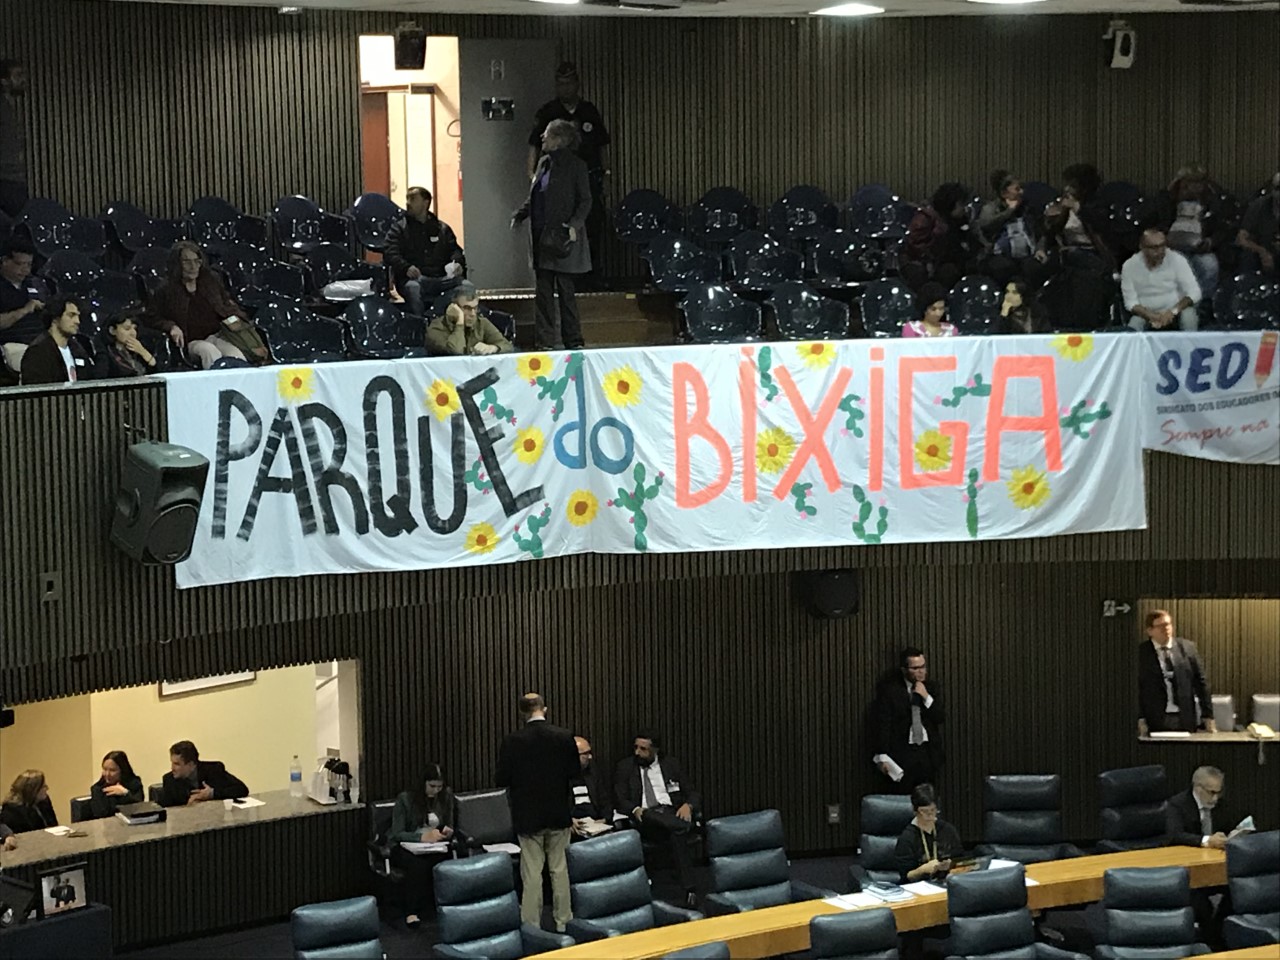 PARQUE do BIXIGA
SED
SINDICATO DOS EDUCADORES
Sempre na